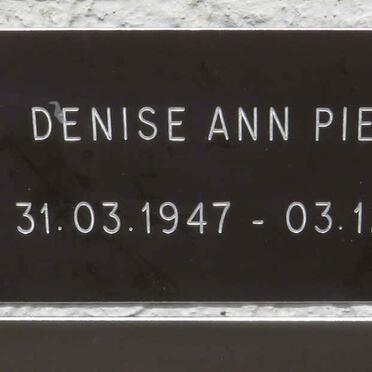 DENISE ANN PIE
31.03.1947 - 03.1